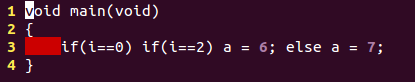 1 void main(void)
2 {
3 if(i==0) if(i==2) a = 6; else a = 7;
4 }